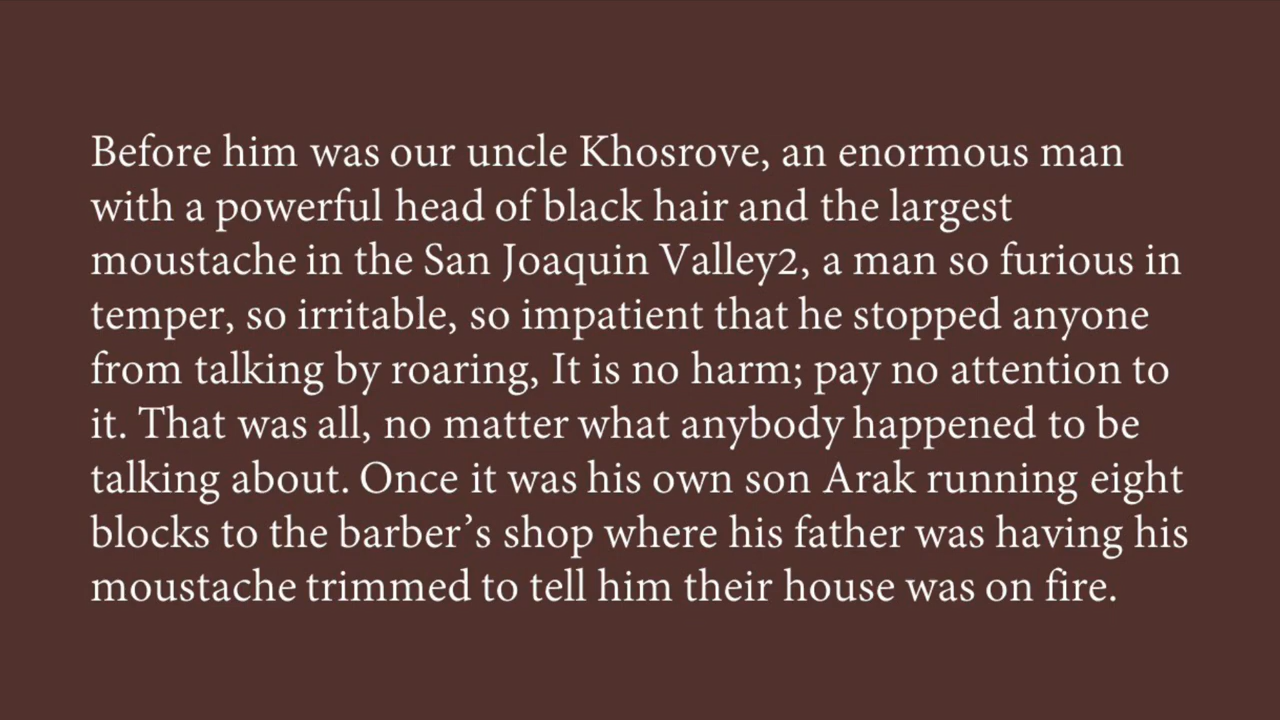 Before him was our uncle Khosrove, an enormous man
with a powerful head of black hair and the largest
moustache in the San Joaquin Valley2, a man so furious in
temper, so irritable, so impatient that he stopped anyone
from talking by roaring, It is no harm; pay no attention to
it. That was all, no matter what anybody happened to be
talking about. Once it was his own son Arak running eight
blocks to the barber’s shop where his father was having his
moustache trimmed to tell him their house was on fire.